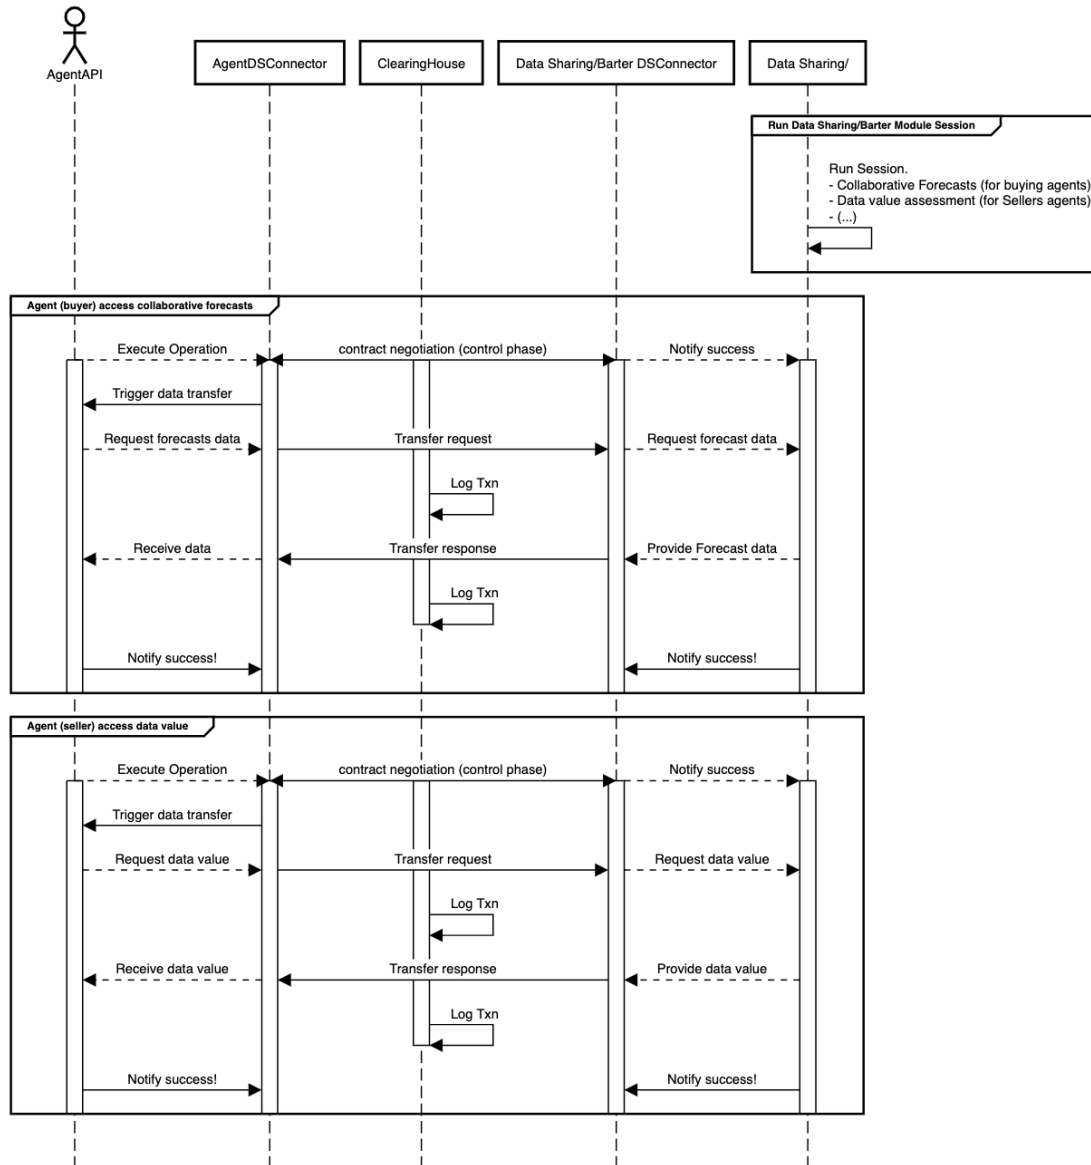 AgentAPI
AgentDSConnector
ClearingHouse
Data Sharing/Barter DSConnector
Data Sharing/
Run Data Sharing/Barter Module Session
Run Session.
- Collaborative Forecasts (for buying agents)
- Data value assessment (for Sellers agents)
- (...)
Agent (buyer) access collaborative forecasts
Execute Operation
contract negotiation (control phase)
Notify success
Trigger data transfer
Request forecasts data
Transfer request
Request forecast data
Log Txn
Receive data
Transfer response
Provide Forecast data
Log Txn
Notify success!
Notify success!
Agent (seller) access data value
Execute Operation
contract negotiation (control phase)
Notify success
Trigger data transfer
Request data value
Transfer request
Request data value
Log Txn
Receive data value
Transfer response
Provide data value
Log Txn
Notify success!
Notify success!